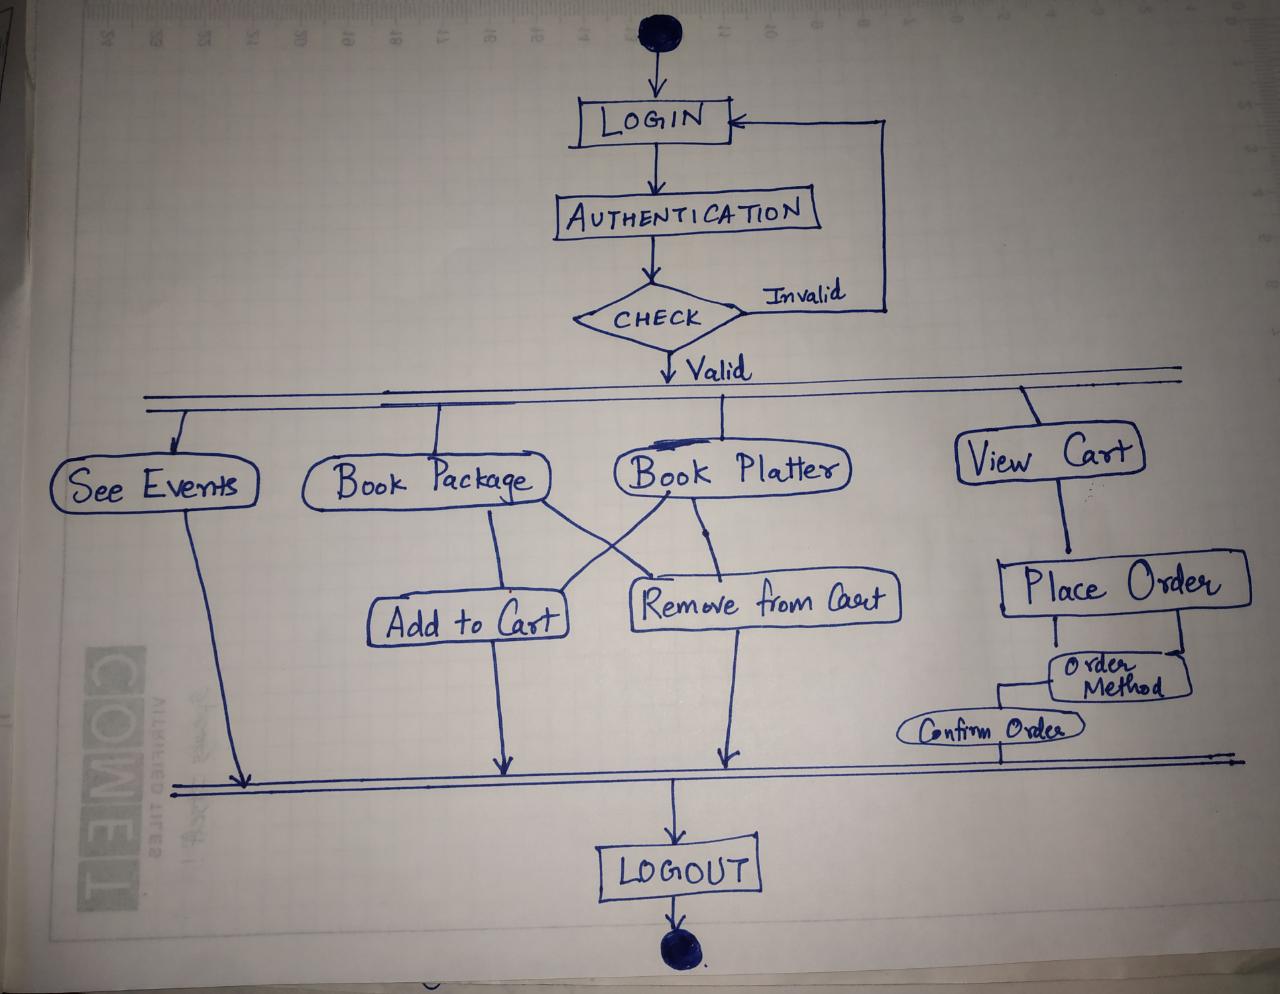 LOGIN
AUTHENTICATION
Invalid
CHECK
Valid
See Events
Book Package
Book Platter
View Cart
Add to Cart
Remove from Cart
Place Order
Order
Method
Confirm Order
LOGOUT
COMET
VITRIFIED TILES